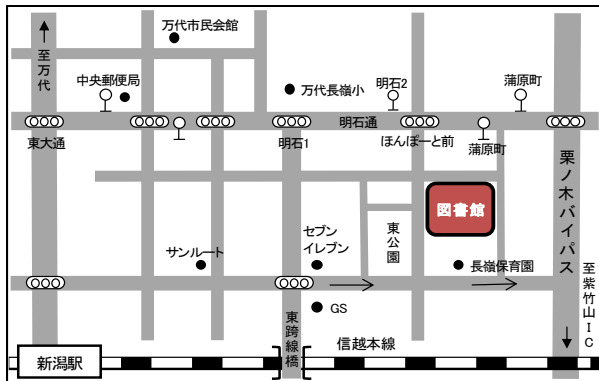 万代市民会館
至万代
中央郵便局
万代長嶺小
明石2
蒲原町
東大通
明石1
明石通
ほんぽーと前
蒲原町
栗ノ木バイパス
図書館
セブン
イレブン
東公園
サンルート
長嶺保育園
至紫竹山IC
GS
東跨線橋
信越本線
新潟駅